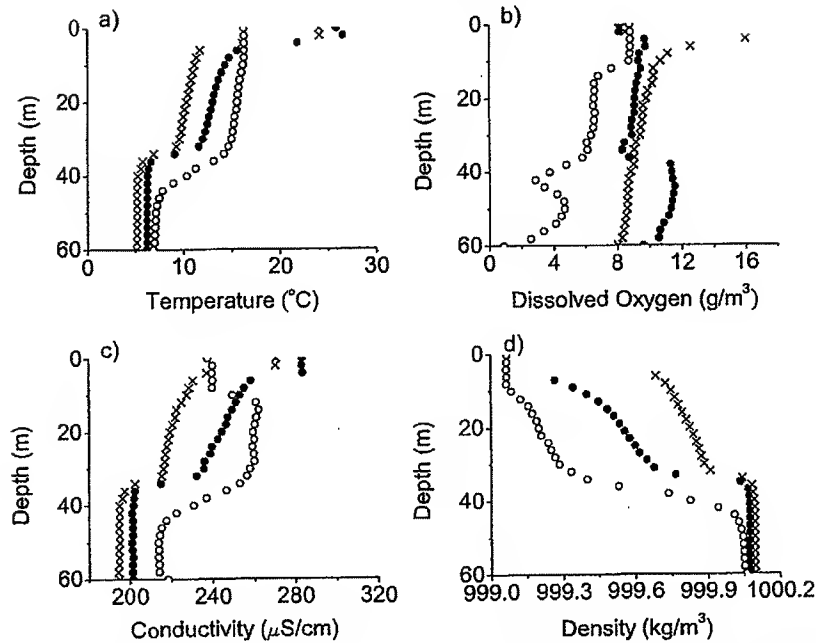 a)
0
20
40
60
Depth (m)
0
10
20
30
Temperature (°C)
b)
0
20
40
60
Depth (m)
0
4
8
12
16
Dissolved Oxygen (g/m³)
c)
0
20
40
60
Depth (m)
200
240
280
320
Conductivity (μS/cm)
d)
0
20
40
60
Depth (m)
999.0
999.3
999.6
999.9
1000.2
Density (kg/m³)